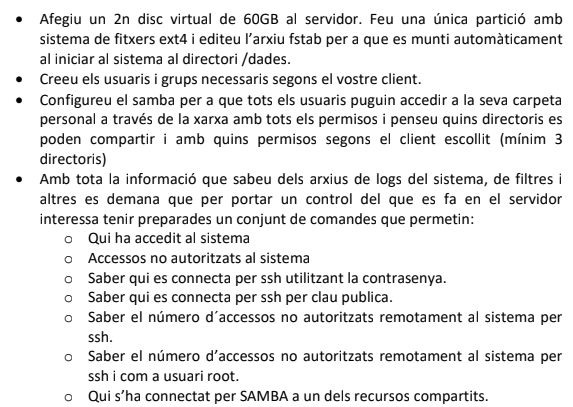 • Afegiu un 2n disc virtual de 60GB al servidor. Feu una única partició amb
sistema de fitxers ext4 i editeu l'arxiu fstab per a que es munti automàticament
al iniciar al sistema al directori /dades.
• Creeu els usuaris i grups necessaris segons el vostre client.
• Configureu el samba per a que tots els usuaris puguin accedir a la seva carpeta
personal a través de la xarxa amb tots els permisos i penseu quins directoris es
poden compartir i amb quins permisos segons el client escollit (mínim 3
directoris)
• Amb tota la informació que sabeu dels arxius de logs del sistema, de filtres i
altres es demana que per portar un control del que es fa en el servidor
interessa tenir preparades un conjunt de comandes que permetin:
o Qui ha accedit al sistema
o Accessos no autoritzats al sistema
o Saber qui es connecta per ssh utilitzant la contrasenya.
o Saber qui es connecta per ssh per clau publica.
o Saber el número d´accessos no autoritzats remotament al sistema per
ssh.
o Saber el número d'accessos no autoritzats remotament al sistema per
ssh i com a usuari root.
o Qui s'ha connectat per SAMBA a un dels recursos compartits.